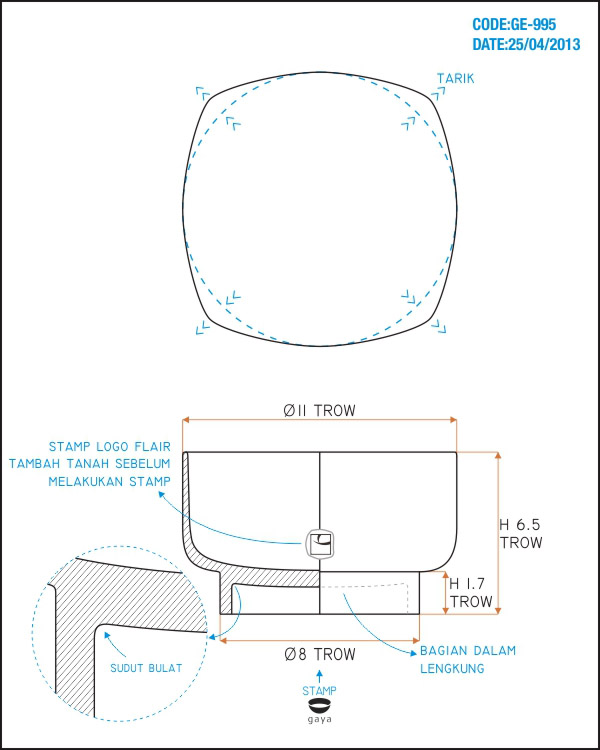 CODE:GE-995
DATE:25/04/2013
TARIK
Ø11 TROW
STAMP LOGO FLAIR
TAMBAH TANAH SEBELUM
MELAKUKAN STAMP
H 6.5
TROW
H 1.7
TROW
Ø8 TROW
BAGIAN DALAM
LENGKUNG
SUDUT BULAT
STAMP
gaya